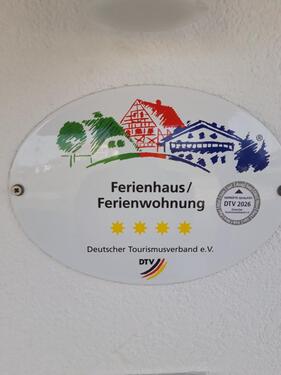 ®
Ferienhaus/
Ferienwohnung
DTV 2026
Deutscher Tourismusverband e.V.
DTV